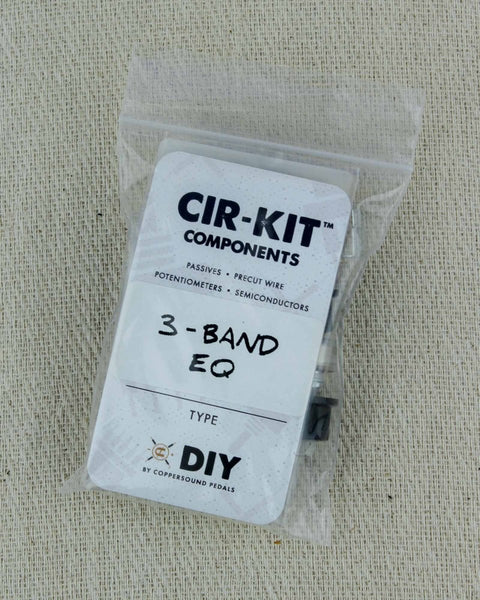 CIR-KIT™
COMPONENTS
PASSIVES • PRECUT WIRE
POTENTIOMETERS • SEMICONDUCTORS
3-BAND
EQ
TYPE
DIY
BY COPPERSOUND PEDALS